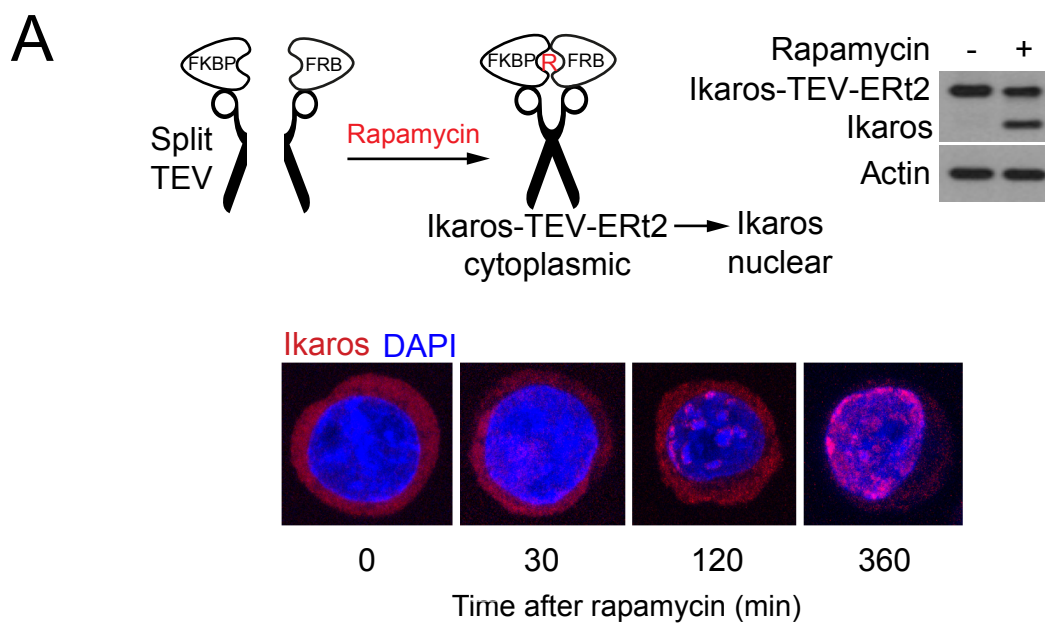 A
FKBP
FRB
Split
TEV
Rapamycin
FKBP R FRB
Ikaros-TEV-ERt2
cytoplasmic
Ikaros
nuclear
Rapamycin - +
Ikaros-TEV-ERt2
Ikaros
Actin
Ikaros DAPI
0 30 120 360
Time after rapamycin (min)